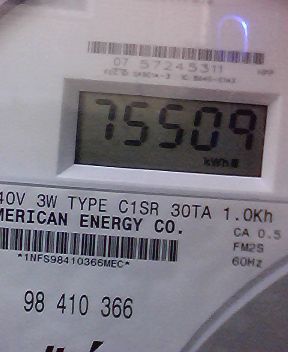 07 57245311
75509
kWh
40V 3W TYPE C1SR 30TA 1.0Kh
MERICAN ENERGY CO.
CA 0.5
FM2S
*1NFS98410366MEC*
60Hz
98 410 366